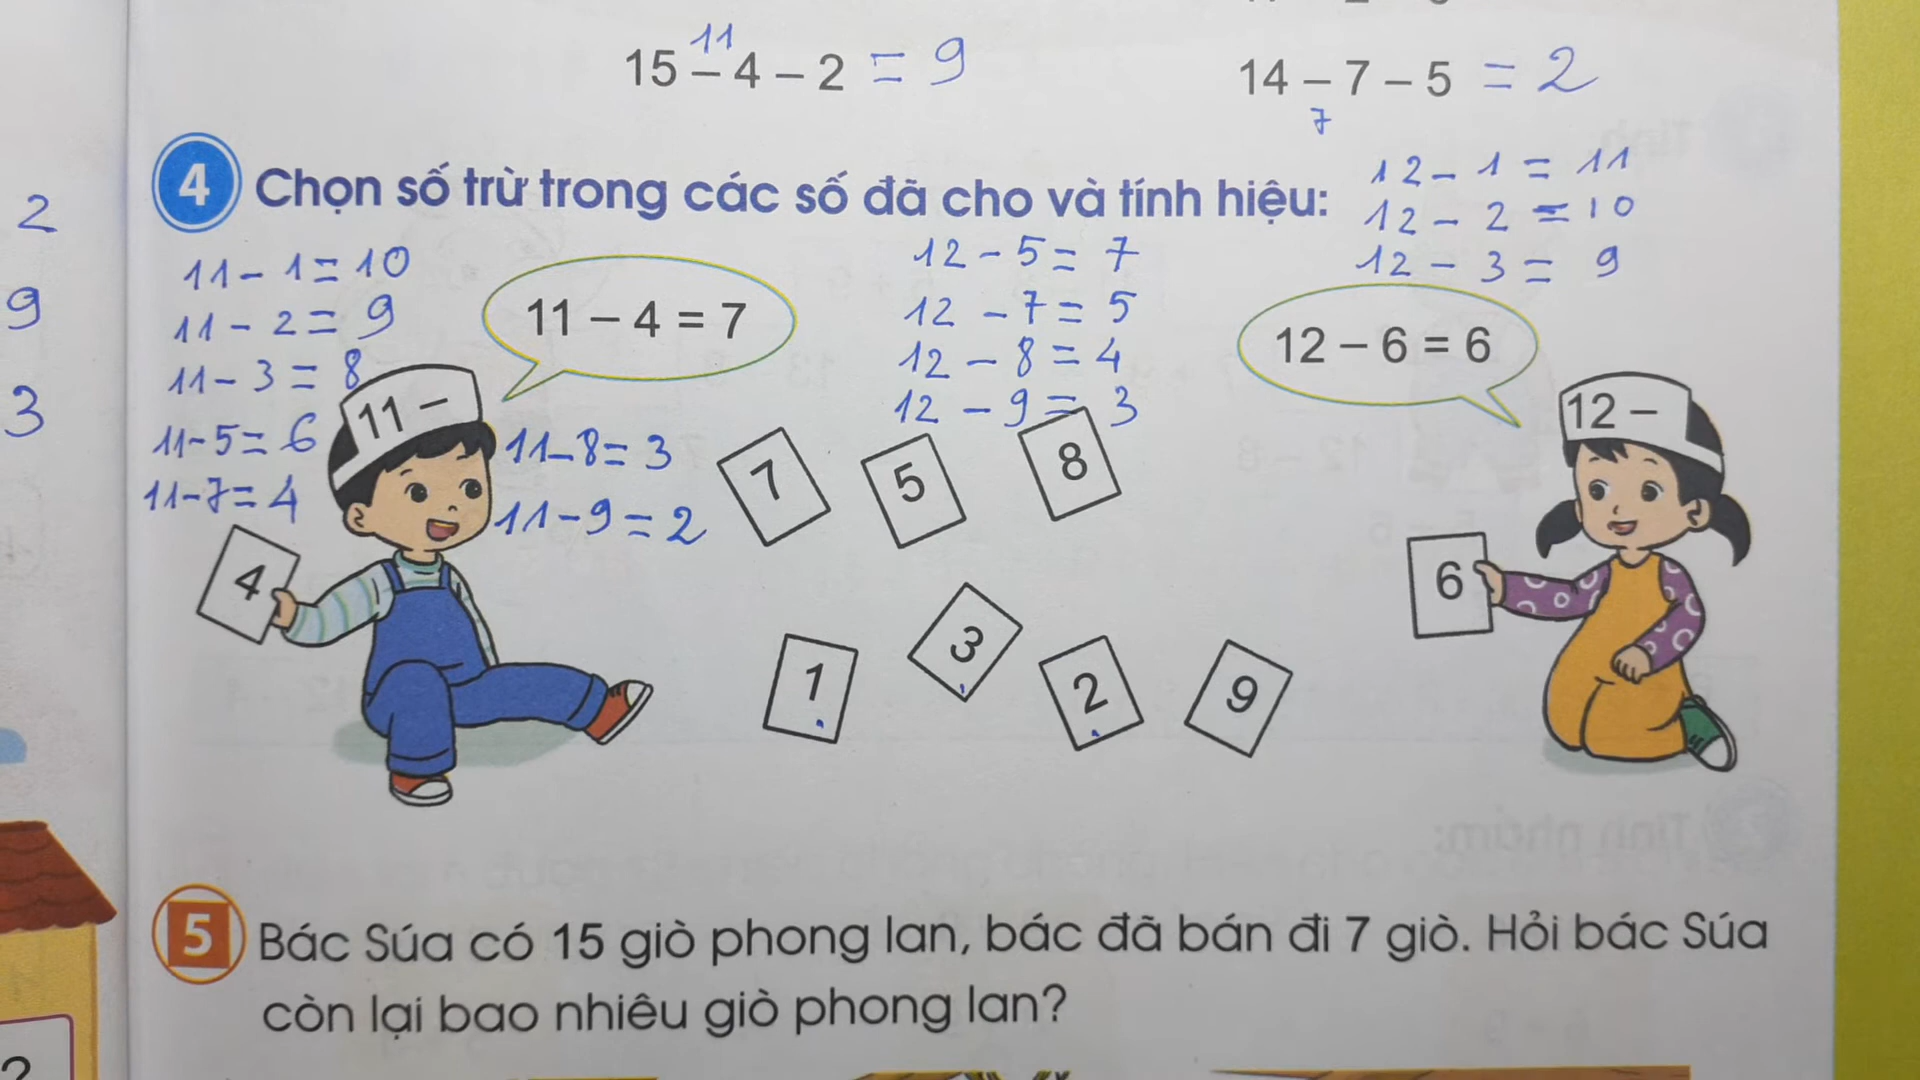 15 – 4 – 2 = 9
11
14 – 7 – 5 = 2
7
4 Chọn số trừ trong các số đã cho và tính hiệu:
12 – 1 = 11
12 – 2 = 10
12 – 3 = 9
2
9
3
11 – 1 = 10
11 – 2 = 9
11 – 3 = 8
11 – 5 = 6
11 – 7 = 4
11 – 4 = 7
11 –
11 – 8 = 3
11 – 9 = 2
4
12 – 5 = 7
12 – 7 = 5
12 – 8 = 4
12 – 9 = 3
12 – 6 = 6
12 –
6
7
5
8
1
3
2
9
5 Bác Súa có 15 giò phong lan, bác đã bán đi 7 giò. Hỏi bác Súa
còn lại bao nhiêu giò phong lan?
?